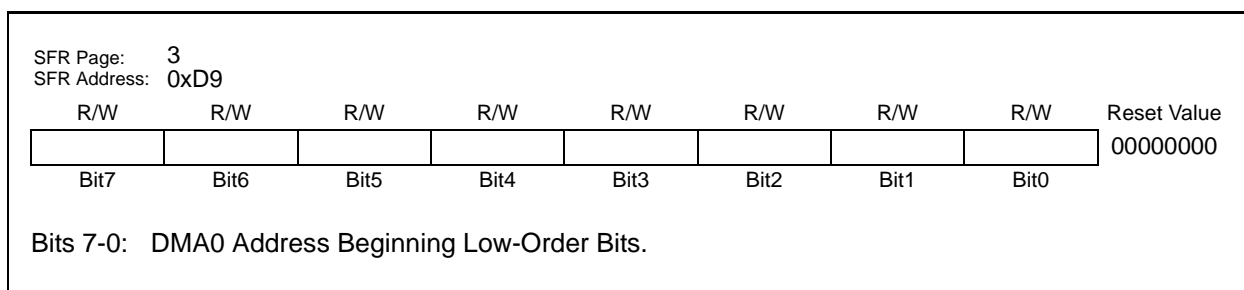 SFR Page: 3
SFR Address: 0xD9
R/W R/W R/W R/W R/W R/W R/W R/W Reset Value
00000000
Bit7 Bit6 Bit5 Bit4 Bit3 Bit2 Bit1 Bit0
Bits 7-0: DMA0 Address Beginning Low-Order Bits.